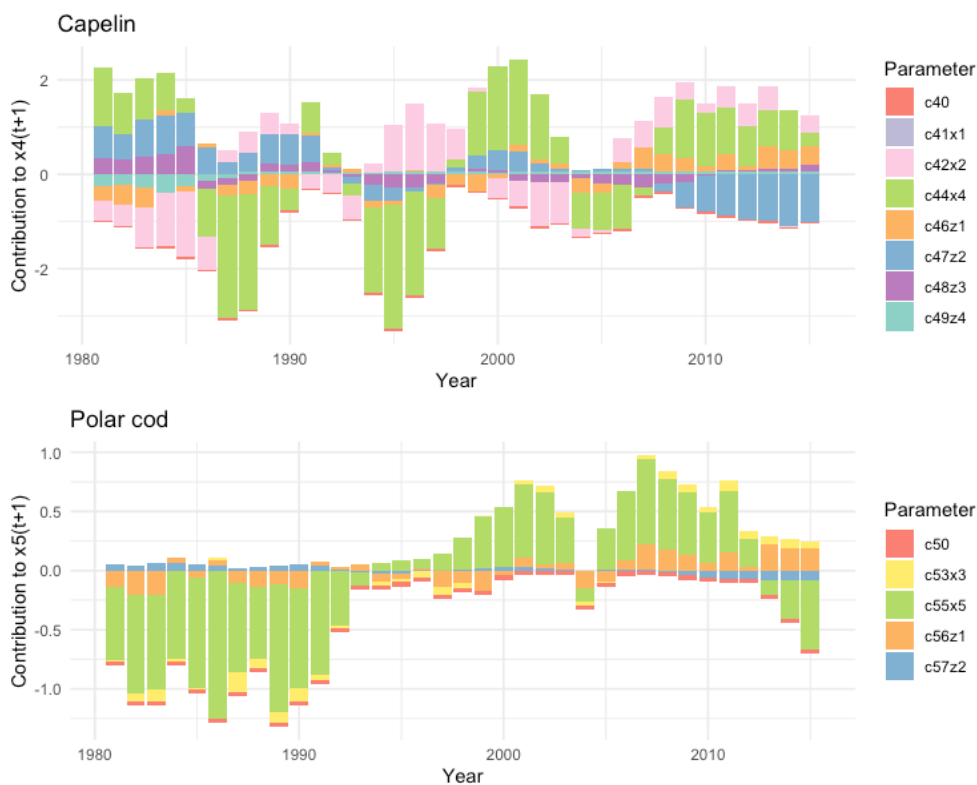 Capelin
Contribution to x4(t+1)
2
0
-2
1980
1990
2000
2010
Year
Parameter
c40
c41x1
c42x2
c44x4
c46z1
c47z2
c48z3
c49z4
Polar cod
Contribution to x5(t+1)
1.0
0.5
0.0
-0.5
-1.0
1980
1990
2000
2010
Year
Parameter
c50
c53x3
c55x5
c56z1
c57z2